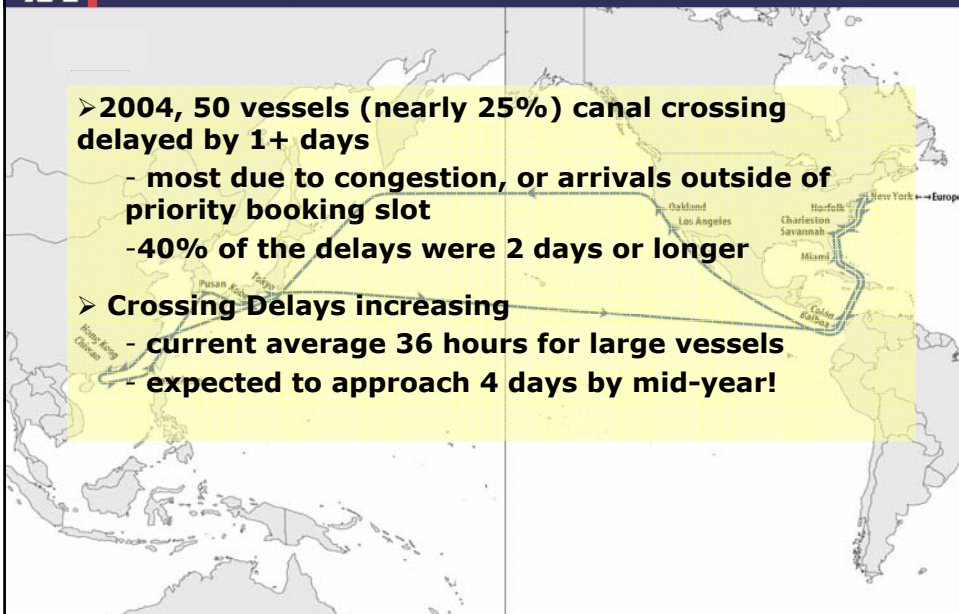 ➢2004, 50 vessels (nearly 25%) canal crossing
delayed by 1+ days
- most due to congestion, or arrivals outside of
priority booking slot
-40% of the delays were 2 days or longer
➢ Crossing Delays increasing
- current average 36 hours for large vessels
- expected to approach 4 days by mid-year!
Oakland
Los Angeles
New York ↔Europe
Norfolk
Charleston
Savannah
Miami
Colón
Balboa
Pusan
Tokyo
Hong Kong
Chiwan